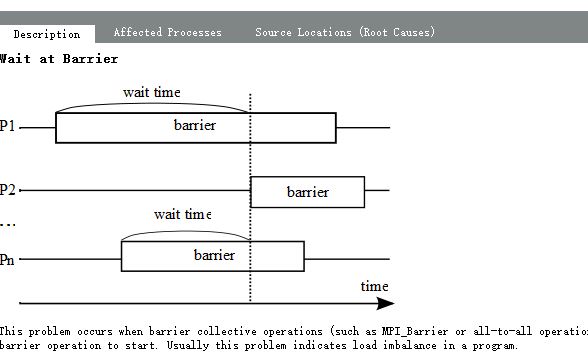 Description Affected Processes Source Locations (Root Causes)
Wait at Barrier
wait time
P1 barrier
P2 barrier
...
wait time
Pn barrier
time
This problem occurs when barrier collective operations (such as MPI_Barrier or all-to-all
barrier operation to start. Usually this problem indicates load imbalance in a program.